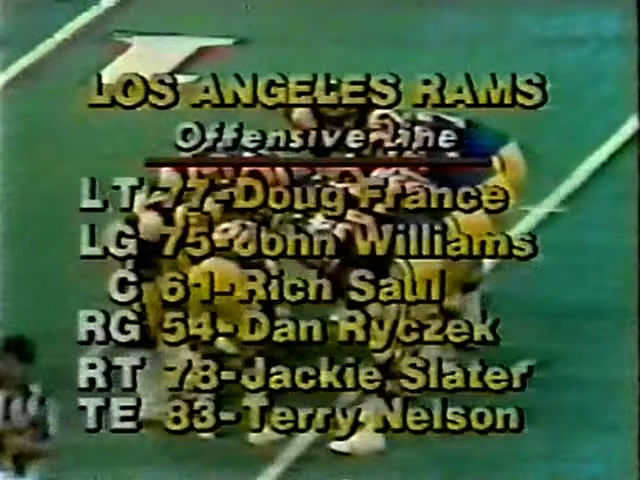 LOS ANGELES RAMS
Offensive Line
LT 77-Doug France
LG 75-John Williams
C 61-Rich Saul
RG 54-Dan Ryczek
RT 78-Jackie Slater
TE 83-Terry Nelson